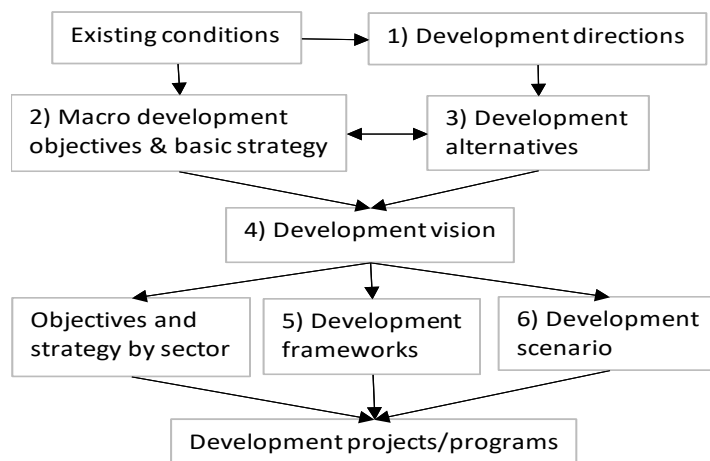 Existing conditions
1) Development directions
2) Macro development
objectives & basic strategy
3) Development
alternatives
4) Development vision
Objectives and
strategy by sector
5) Development
frameworks
6) Development
scenario
Development projects/programs